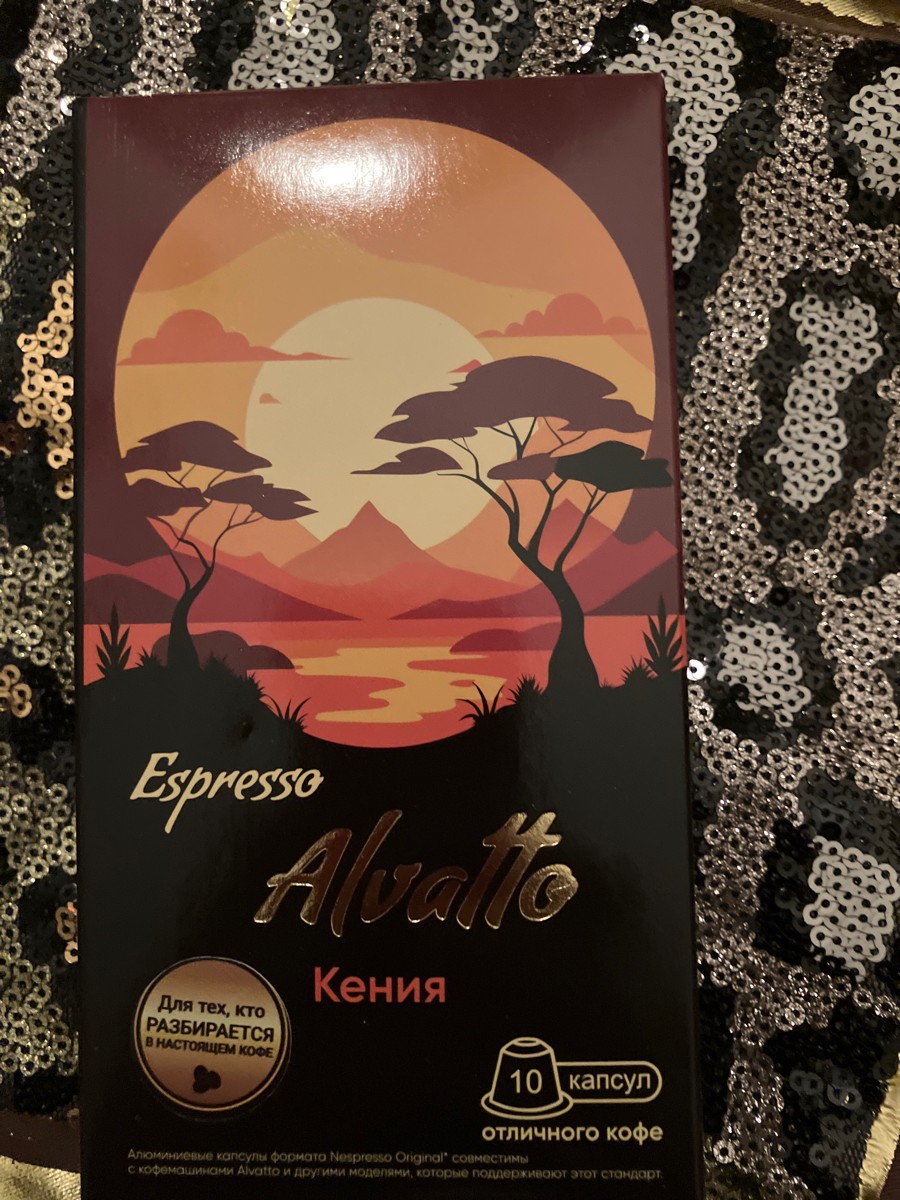 Espresso
Alvatto
Кения
Для тех, кто
РАЗБИРАЕТСЯ
В НАСТОЯЩЕМ КОФЕ
10 капсул
отличного кофе
Алюминиевые капсулы формата Nespresso Original* совместимы
с кофемашинами Alvatto и другими моделями, которые поддерживают этот стандарт.